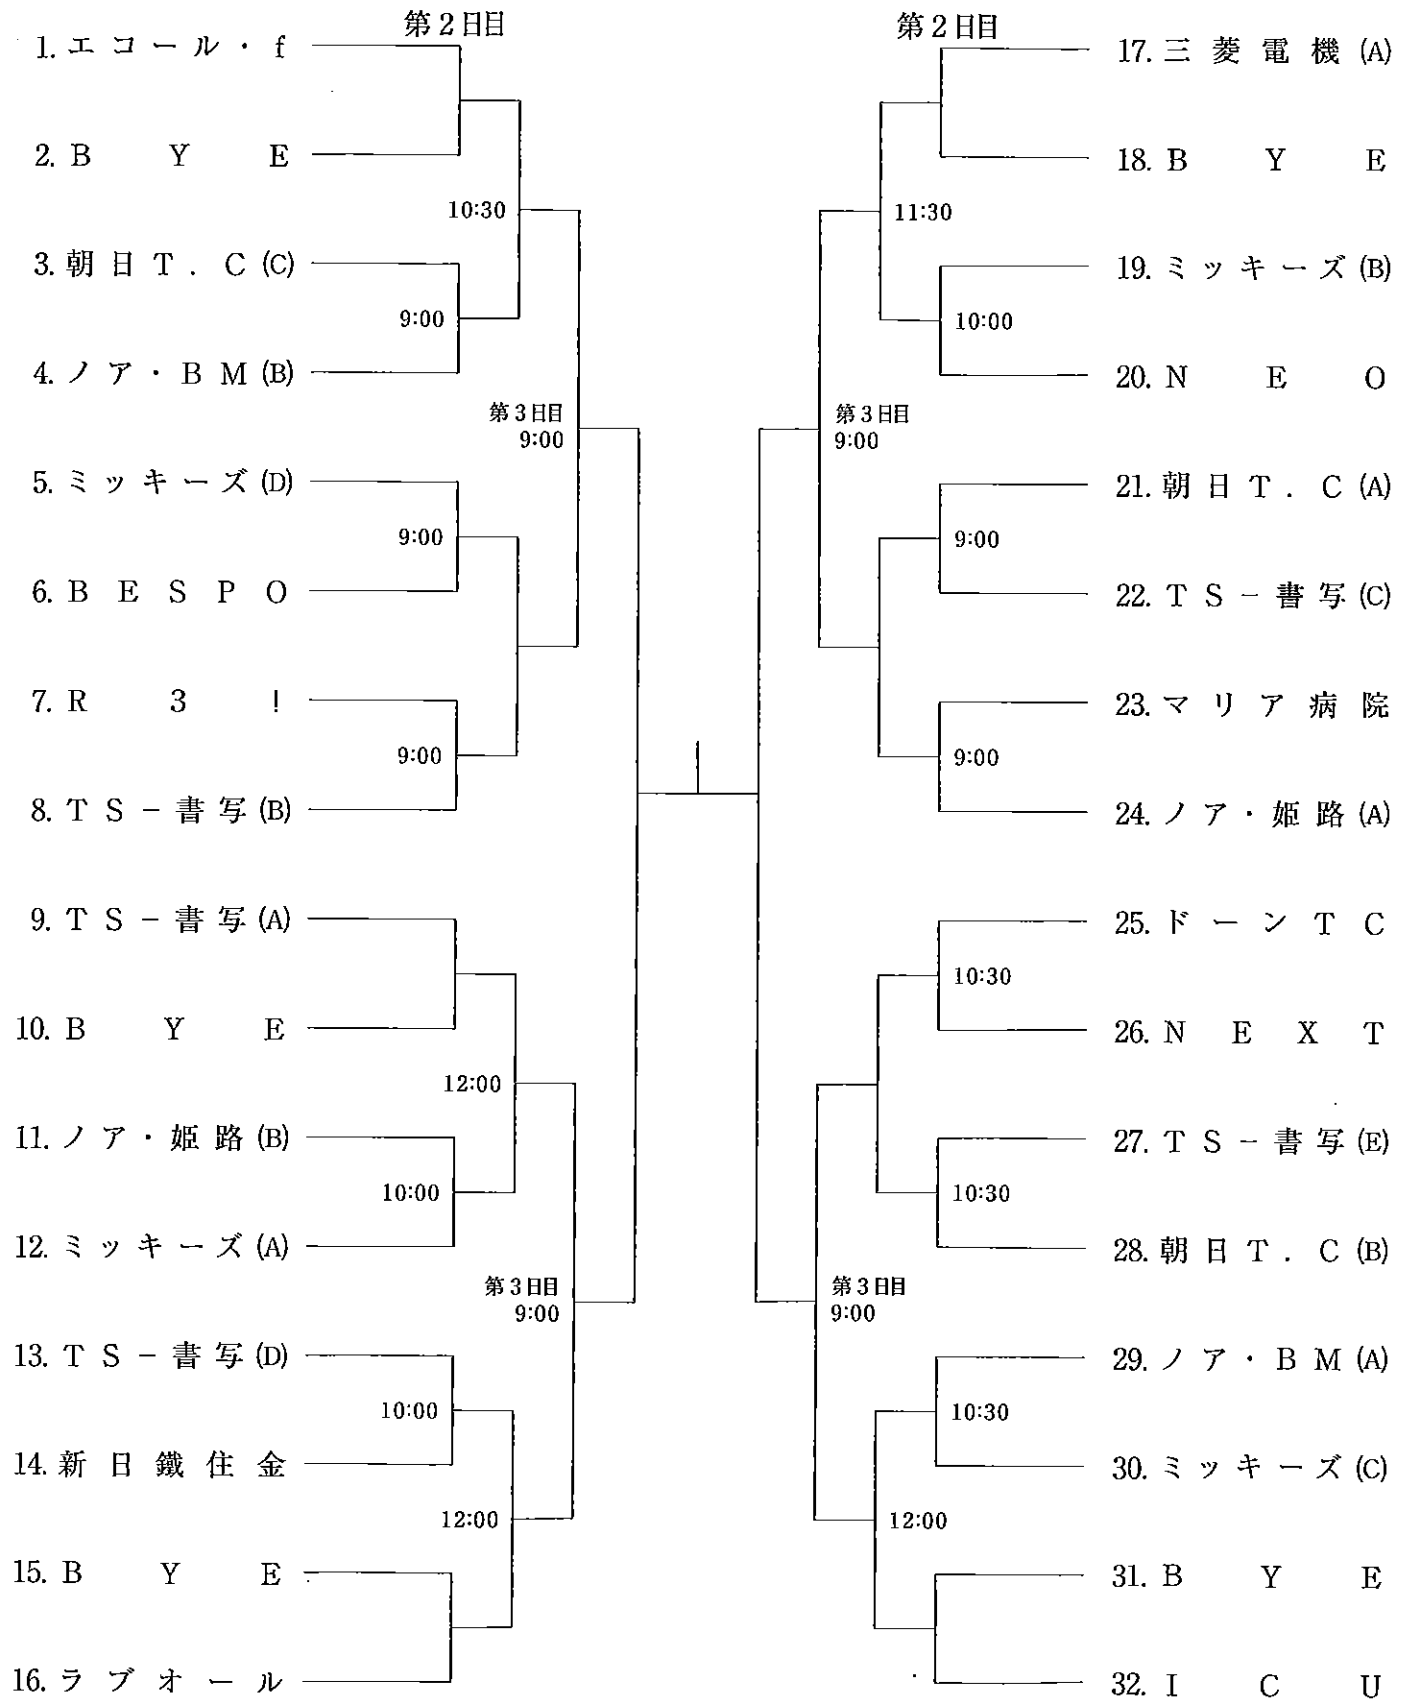 第2日目
1. エコール・f
2. BYE
10:30
3. 朝日T.C(C)
9:00
4. ノア・BM(B)
第3日目
9:00
5. ミッキーズ(D)
9:00
6. BESPO
7. R3!
9:00
8. TS-書写(B)
9. TS-書写(A)
10. BYE
12:00
11. ノア・姫路(B)
10:00
12. ミッキーズ(A)
第3日目
9:00
13. TS-書写(D)
10:00
14. 新日鐵住金
12:00
15. BYE
16. ラブオール
第2日目
17. 三菱電機(A)
18. BYE
11:30
19. ミッキーズ(B)
10:00
20. NEO
第3日目
9:00
21. 朝日T.C(A)
9:00
22. TS-書写(C)
23. マリア病院
9:00
24. ノア・姫路(A)
25. ドーンTC
10:30
26. NEXT
27. TS-書写(E)
10:30
28. 朝日T.C(B)
第3日目
9:00
29. ノア・BM(A)
10:30
30. ミッキーズ(C)
12:00
31. BYE
32. ICU